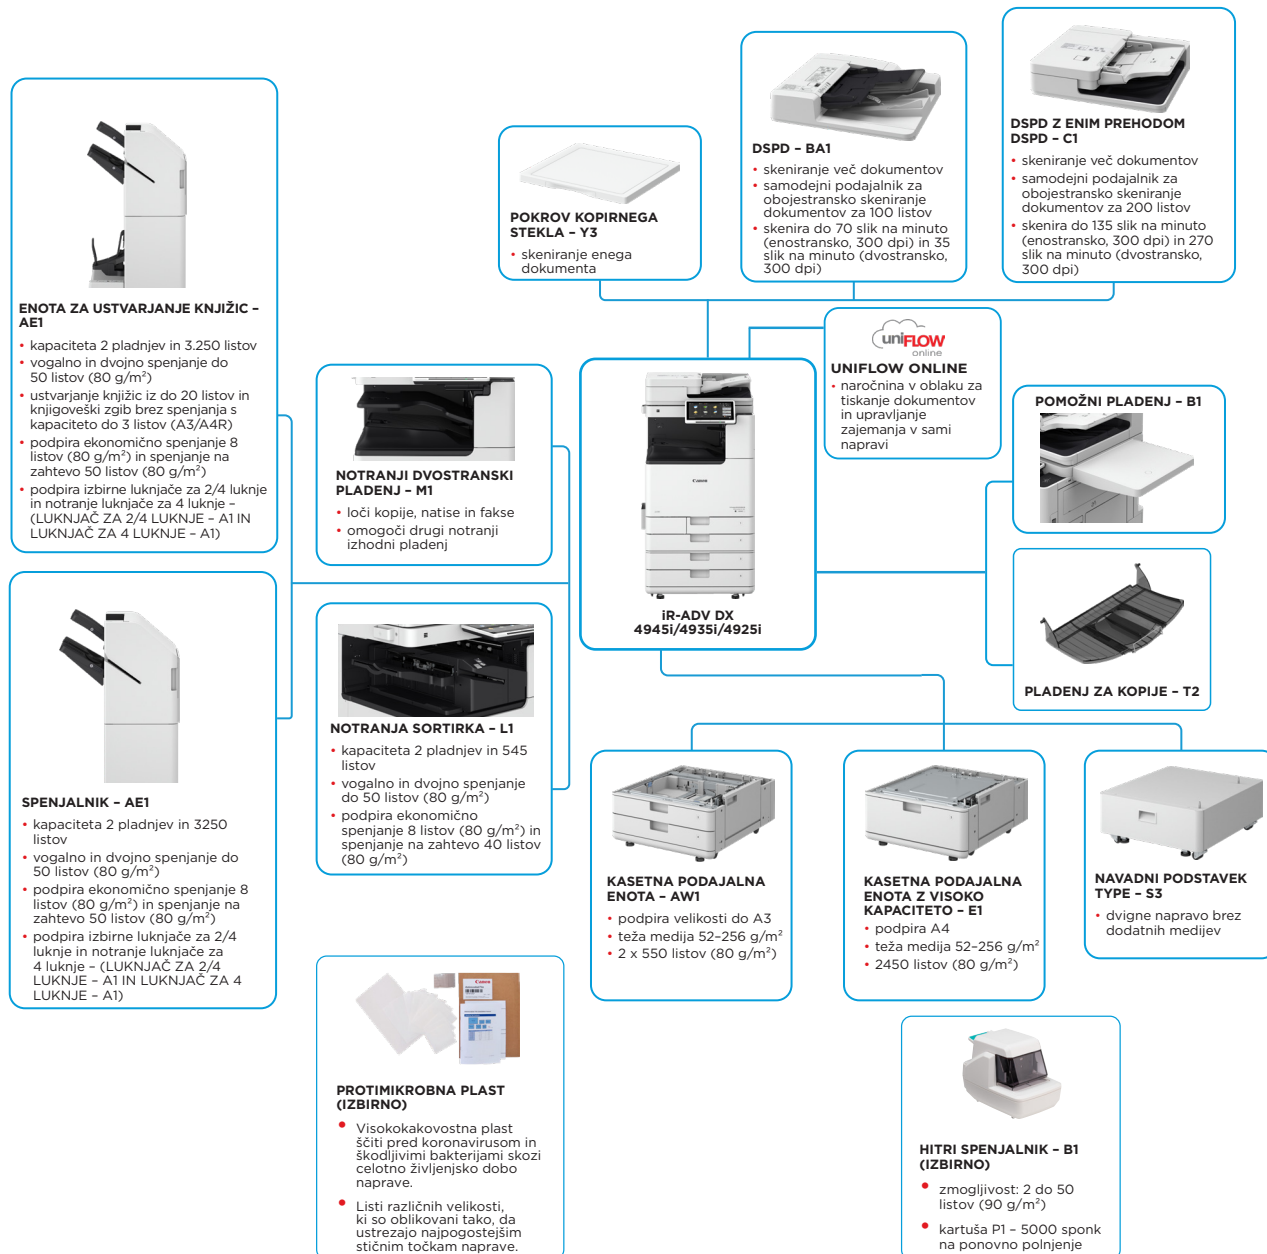 ENOTA ZA USTVARJANJE KNJIŽIC –
AE1
• kapaciteta 2 pladnjev in 3.250 listov
• vogalno in dvojno spenjanje do
50 listov (80 g/m²)
• ustvarjanje knjižic iz do 20 listov in
knjigoveški zgib brez spenjanja s
kapaciteto do 3 listov (A3/A4R)
• podpira ekonomično spenjanje 8
listov (80 g/m²) in spenjanje na
zahtevo 50 listov (80 g/m²)
• podpira izbirne luknjače za 2/4 luknje
in notranje luknjače za 4 luknje –
(LUKNJAČ ZA 2/4 LUKNJE – A1 IN
LUKNJAČ ZA 4 LUKNJE – A1)
SPENJALNIK – AE1
• kapaciteta 2 pladnjev in 3250
listov
• vogalno in dvojno spenjanje do
50 listov (80 g/m²)
• podpira ekonomično spenjanje 8
listov (80 g/m²) in spenjanje na
zahtevo 50 listov (80 g/m²)
• podpira izbirne luknjače za 2/4
luknje in notranje luknjače za
4 luknje – (LUKNJAČ ZA 2/4
LUKNJE – A1 IN LUKNJAČ ZA 4
LUKNJE – A1)
NOTRANJI DVOSTRANSKI
PLADENJ – M1
• loči kopije, natise in fakse
• omogoči drugi notranji
izhodni pladenj
NOTRANJA SORTIRKA – L1
• kapaciteta 2 pladnjev in 545
listov
• vogalno in dvojno spenjanje
do 50 listov (80 g/m²)
• podpira ekonomično
spenjanje 8 listov (80 g/m²) in
spenjanje na zahtevo 40 listov
(80 g/m²)
POKROV KOPIRNEGA
STEKLA – Y3
• skeniranje enega
dokumenta
DSPD – BA1
• skeniranje več dokumentov
• samodejni podajalnik za
obojestransko skeniranje
dokumentov za 100 listov
• skenira do 70 slik na minuto
(enostransko, 300 dpi) in 35
slik na minuto (dvostransko,
300 dpi)
DSPD Z ENIM PREHODOM
DSPD – C1
• skeniranje več dokumentov
• samodejni podajalnik za
obojestransko skeniranje
dokumentov za 200 listov
• skenira do 135 slik na minuto
(enostransko, 300 dpi) in 270
slik na minuto (dvostransko,
300 dpi)
uniFLOW
online
UNIFLOW ONLINE
• naročnina v oblaku za
tiskanje dokumentov
in upravljanje
zajemanja v sami
napravi
Canon
iR-ADV DX
4945i/4935i/4925i
POMOŽNI PLADENJ – B1
PLADENJ ZA KOPIJE – T2
KASETNA PODAJALNA
ENOTA – AW1
• podpira velikosti do A3
• teža medija 52–256 g/m²
• 2 x 550 listov (80 g/m²)
KASETNA PODAJALNA
ENOTA Z VISOKO
KAPACITETO – E1
• podpira A4
• teža medija 52–256 g/m²
• 2450 listov (80 g/m²)
NAVADNI PODSTAVEK
TYPE – S3
• dvigne napravo brez
dodatnih medijev
Canon
PROTIMIKROBNA PLAST
(IZBIRNO)
• Visokokakovostna plast
ščiti pred koronavirusom in
škodljivimi bakterijami skozi
celotno življenjsko dobo
naprave.
• Listi različnih velikosti,
ki so oblikovani tako, da
ustrezajo najpogostejšim
stičnim točkam naprave.
HITRI SPENJALNIK – B1
(IZBIRNO)
• zmogljivost: 2 do 50
listov (90 g/m²)
• kartuša P1 – 5000 sponk
na ponovno polnjenje